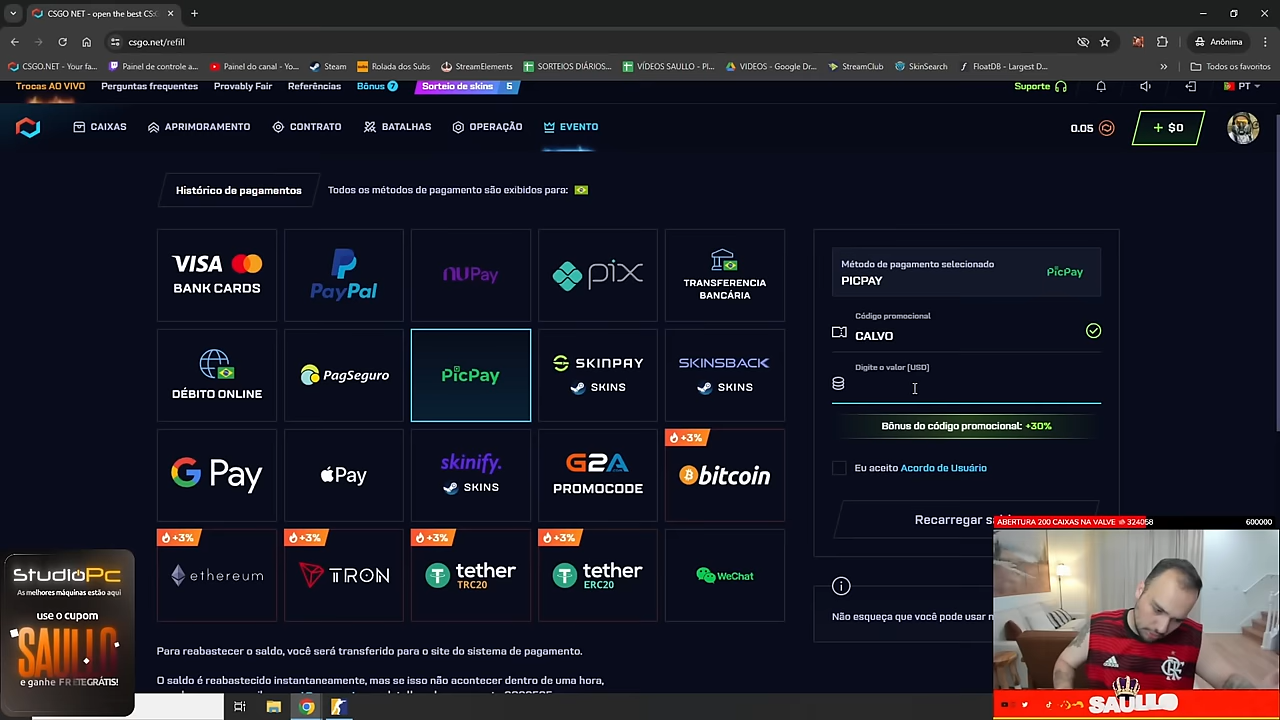 CSGO NET - open the best CS:
csgo.net/refill
Anônima
CSGO.NET - Your fa...
Painel de controle a...
Painel do canal - Yo...
Steam
Rolada dos Subs
StreamElements
SORTEIOS DIÁRIOS...
VÍDEOS SAULLO - Pl...
VIDEOS - Google Dr...
StreamClub
SkinSearch
FloatDB - Largest D...
Todos os favoritos
Trocas AO VIVO
Perguntas frequentes
Provably Fair
Referências
Bônus 7
Sorteio de skins 5
Suporte
PT
CAIXAS
APRIMORAMENTO
CONTRATO
BATALHAS
OPERAÇÃO
EVENTO
0.05
+ $0
Histórico de pagamentos
Todos os métodos de pagamento são exibidos para:
VISA
BANK CARDS
PayPal
nuPay
pix
TRANSFERENCIA
BANCÁRIA
DÉBITO ONLINE
PagSeguro
PicPay
SKINPAY
SKINS
SKINSBACK
SKINS
G Pay
Pay
skinify.
SKINS
G2A
PROMOCODE
+3%
bitcoin
+3%
ethereum
+3%
TRON
+3%
tether
TRC20
+3%
tether
ERC20
WeChat
Método de pagamento selecionado
PICPAY
PicPay
Código promocional
CALVO
Digite o valor [USD]
Bônus do código promocional: +30%
Eu aceito Acordo de Usuário
Recarregar
Não esqueça que você pode usar
Para reabastecer o saldo, você será transferido para o site do sistema de pagamento.
O saldo é reabastecido instantaneamente, mas se isso não acontecer dentro de uma hora,
StudioPC
As melhores máquinas estão aqui
use o cupom
SAULLO
e ganhe FRETE GRÁTIS!
ABERTURA 200 CAIXAS NA VALVE
324058
600000
SAULLO